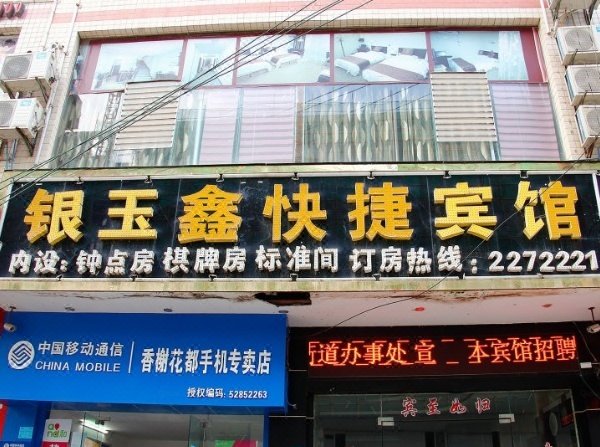 银玉鑫快捷宾馆
内设：钟点房 棋牌房 标准间 订房热线：2272221
中国移动通信
CHINA MOBILE
香榭花都手机专卖店
授权编码：52852263
道办事处宣 二 本宾馆招聘
宾至如归